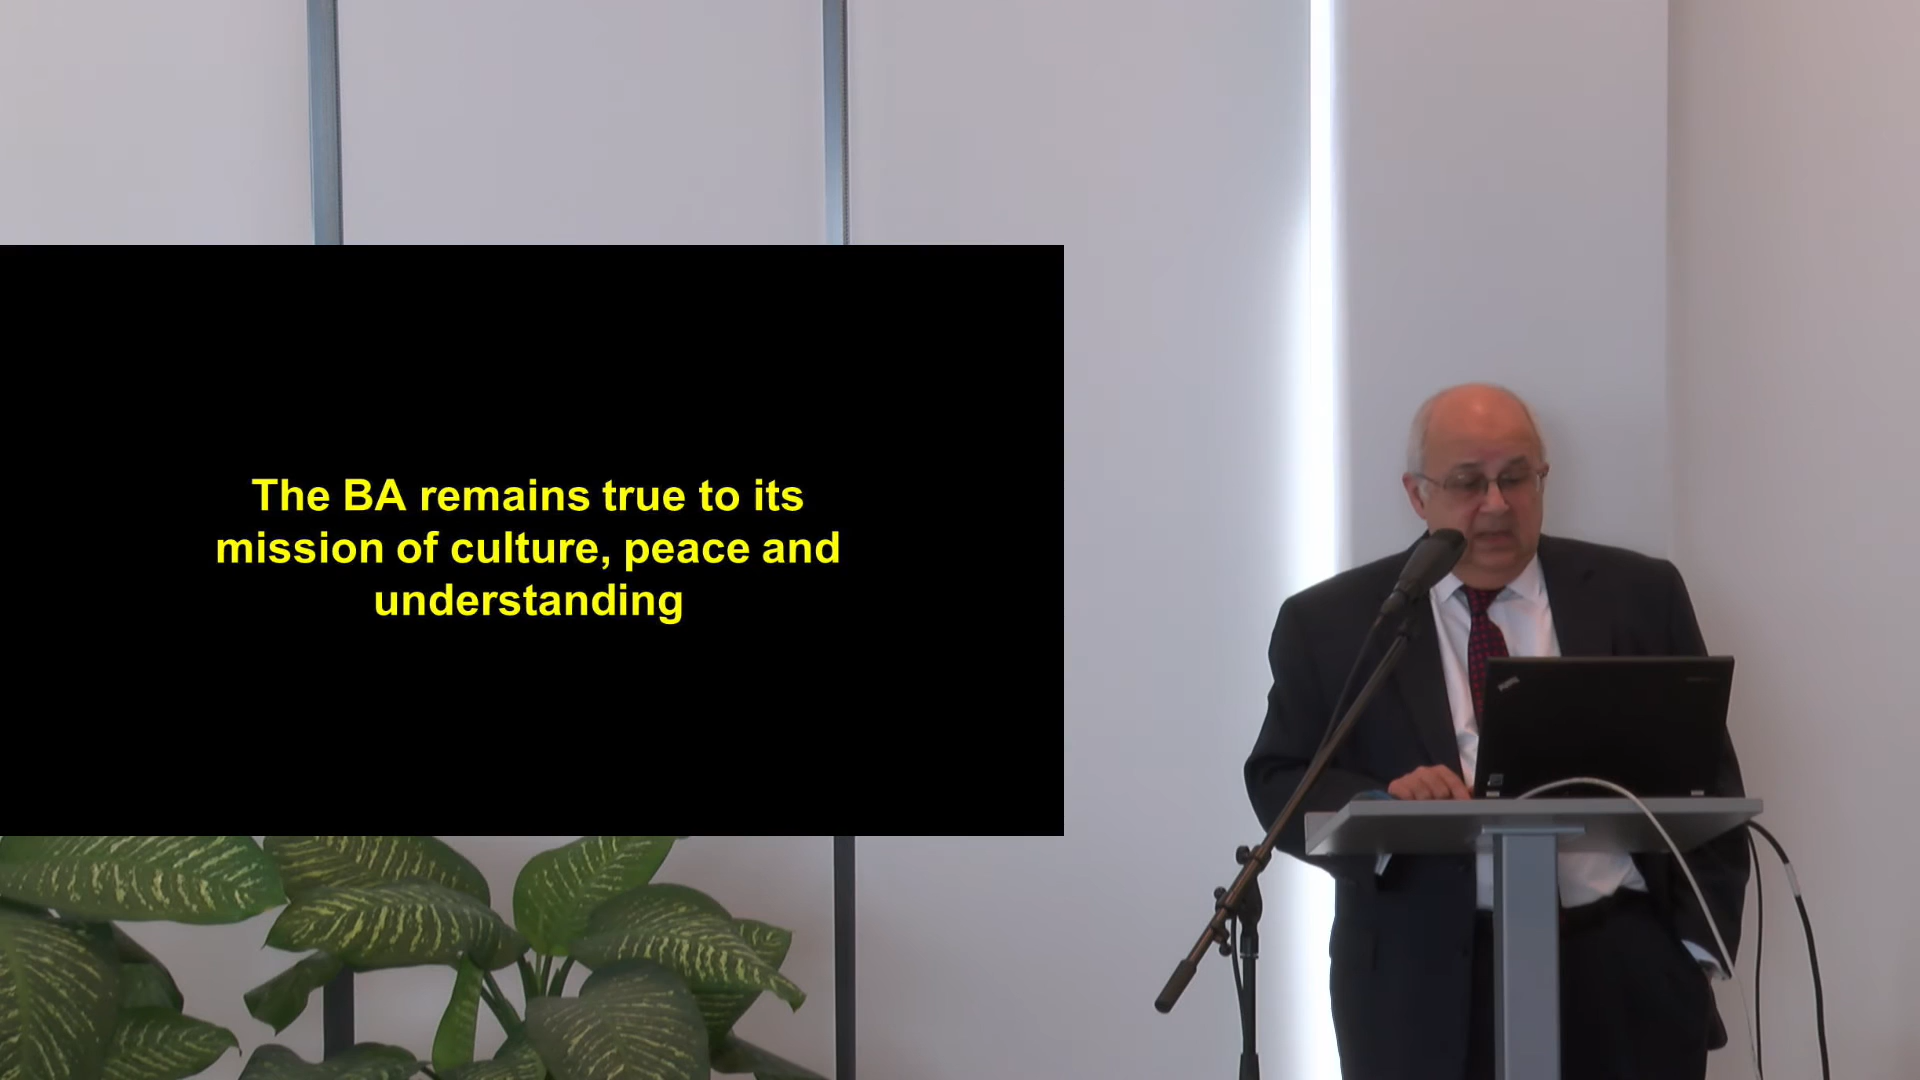 The BA remains true to its
mission of culture, peace and
understanding